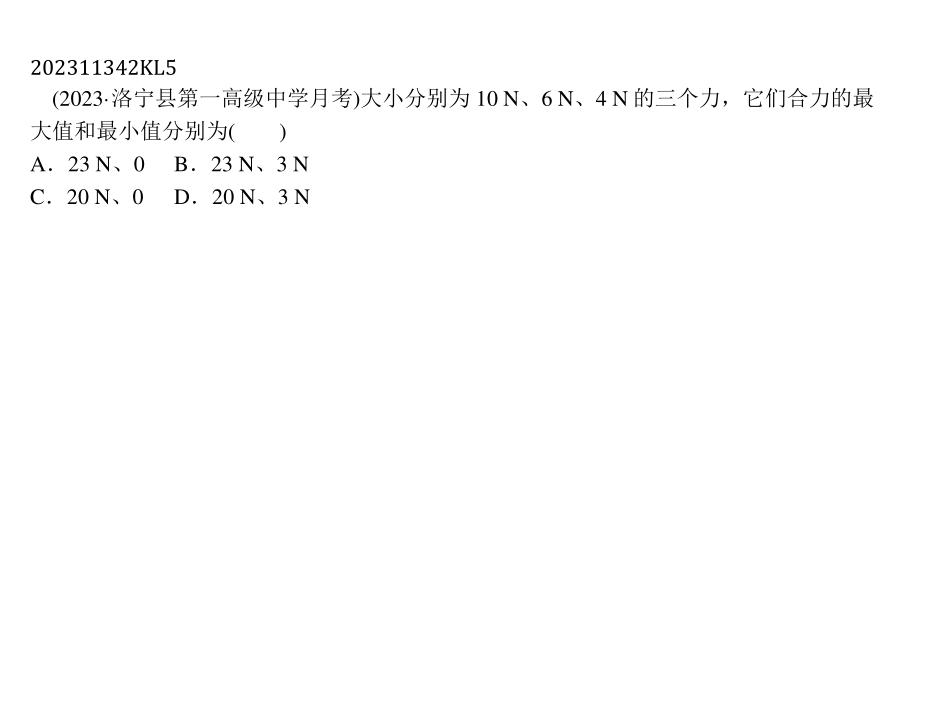 202311342KL5
(2023·洛宁县第一高级中学月考)大小分别为 10 N、6 N、4 N 的三个力，它们合力的最
大值和最小值分别为(　　)
A．23 N、0　B．23 N、3 N
C．20 N、0　D．20 N、3 N